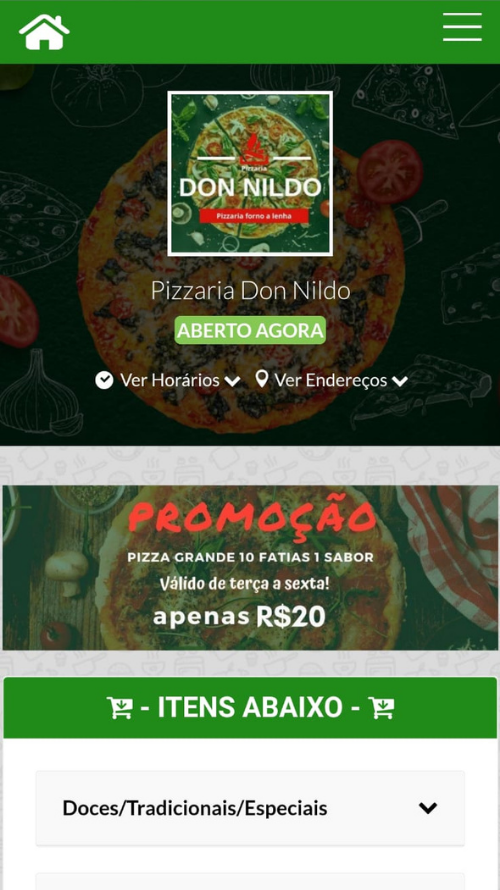 Pizzaria
DON NILDO
Pizzaria forno a lenha
Pizzaria Don Nildo
ABERTO AGORA
Ver Horários
Ver Endereços
PROMOÇÃO
PIZZA GRANDE 10 FATIAS 1 SABOR
Válido de terça a sexta!
apenas R$20
- ITENS ABAIXO -
Doces/Tradicionais/Especiais